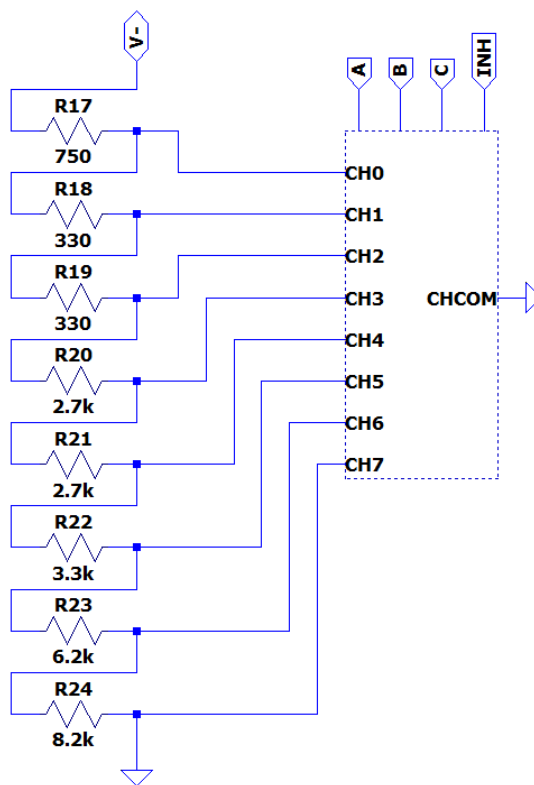 V-
A
B
C
INH
R17
750
CH0
R18
330
CH1
R19
330
CH2
CH3
CHCOM
R20
2.7k
CH4
R21
2.7k
CH5
CH6
CH7
R22
3.3k
R23
6.2k
R24
8.2k